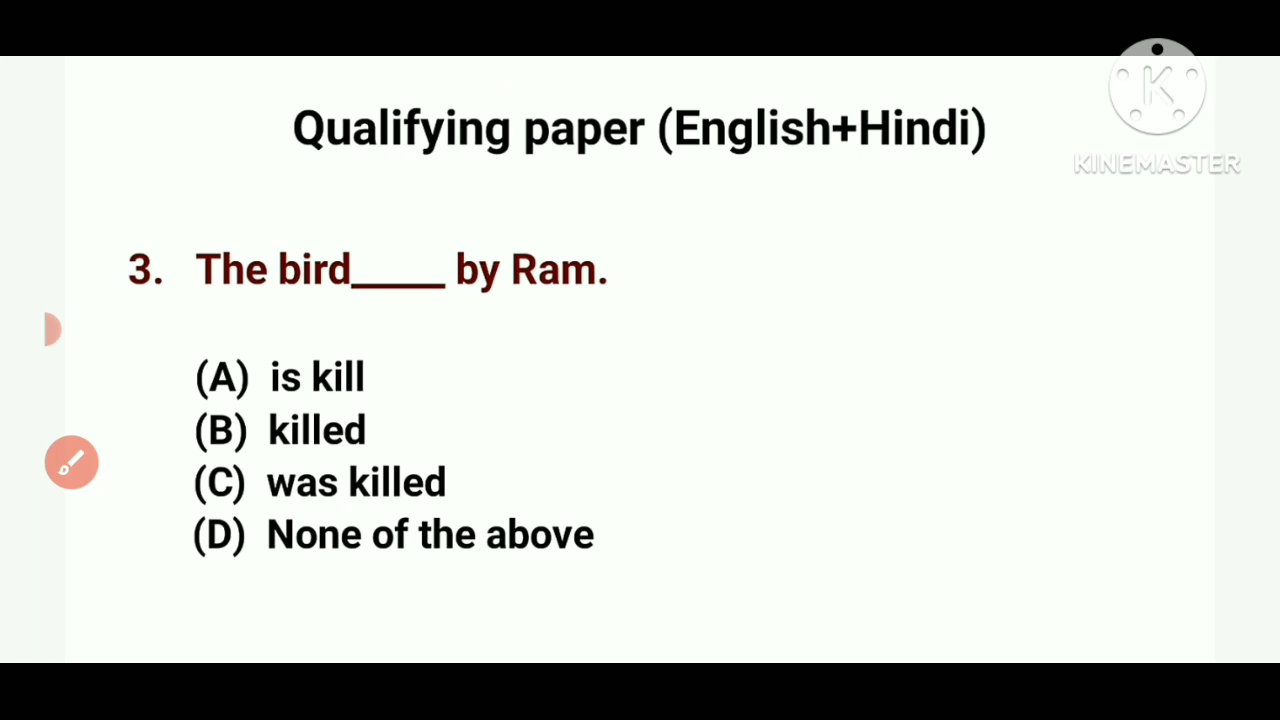 Qualifying paper (English+Hindi)
K
KINEMASTER
3. The bird_____ by Ram.
(A) is kill
(B) killed
(C) was killed
(D) None of the above